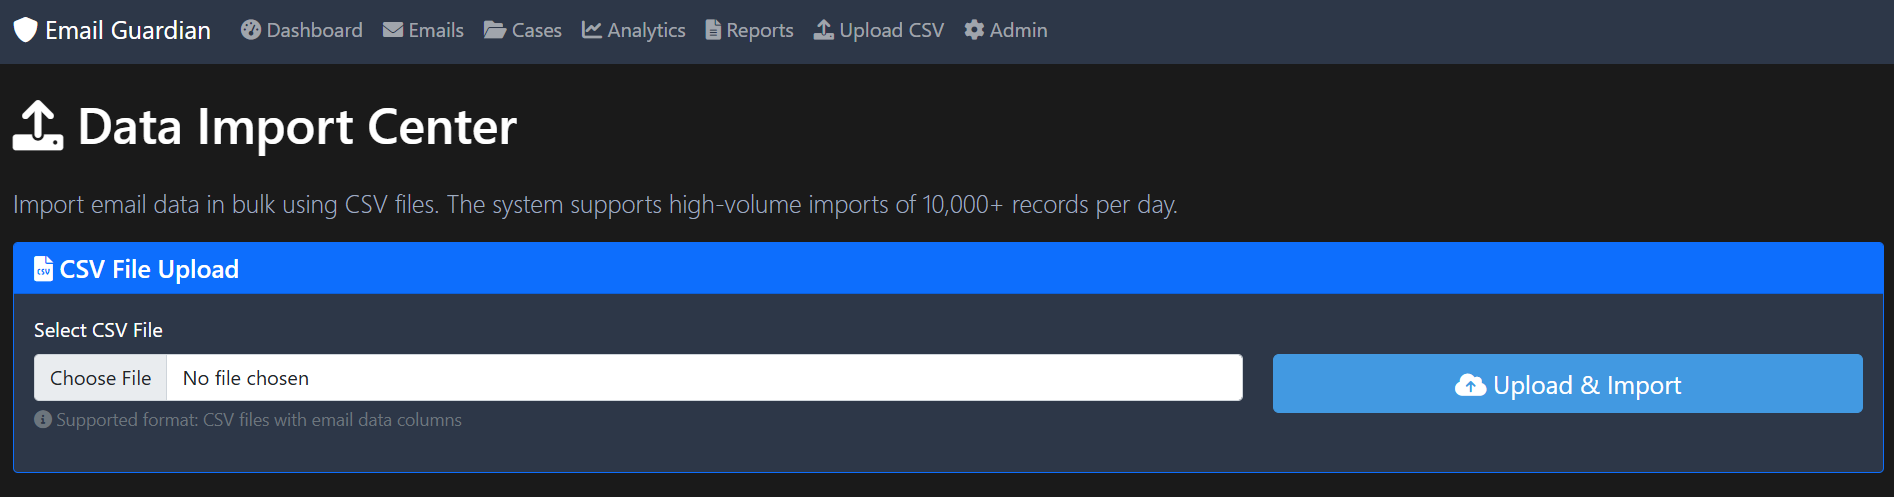 Email Guardian Dashboard Emails Cases Analytics Reports Upload CSV Admin
Data Import Center
Import email data in bulk using CSV files. The system supports high-volume imports of 10,000+ records per day.
CSV CSV File Upload
Select CSV File
Choose File No file chosen Upload & Import
Supported format: CSV files with email data columns